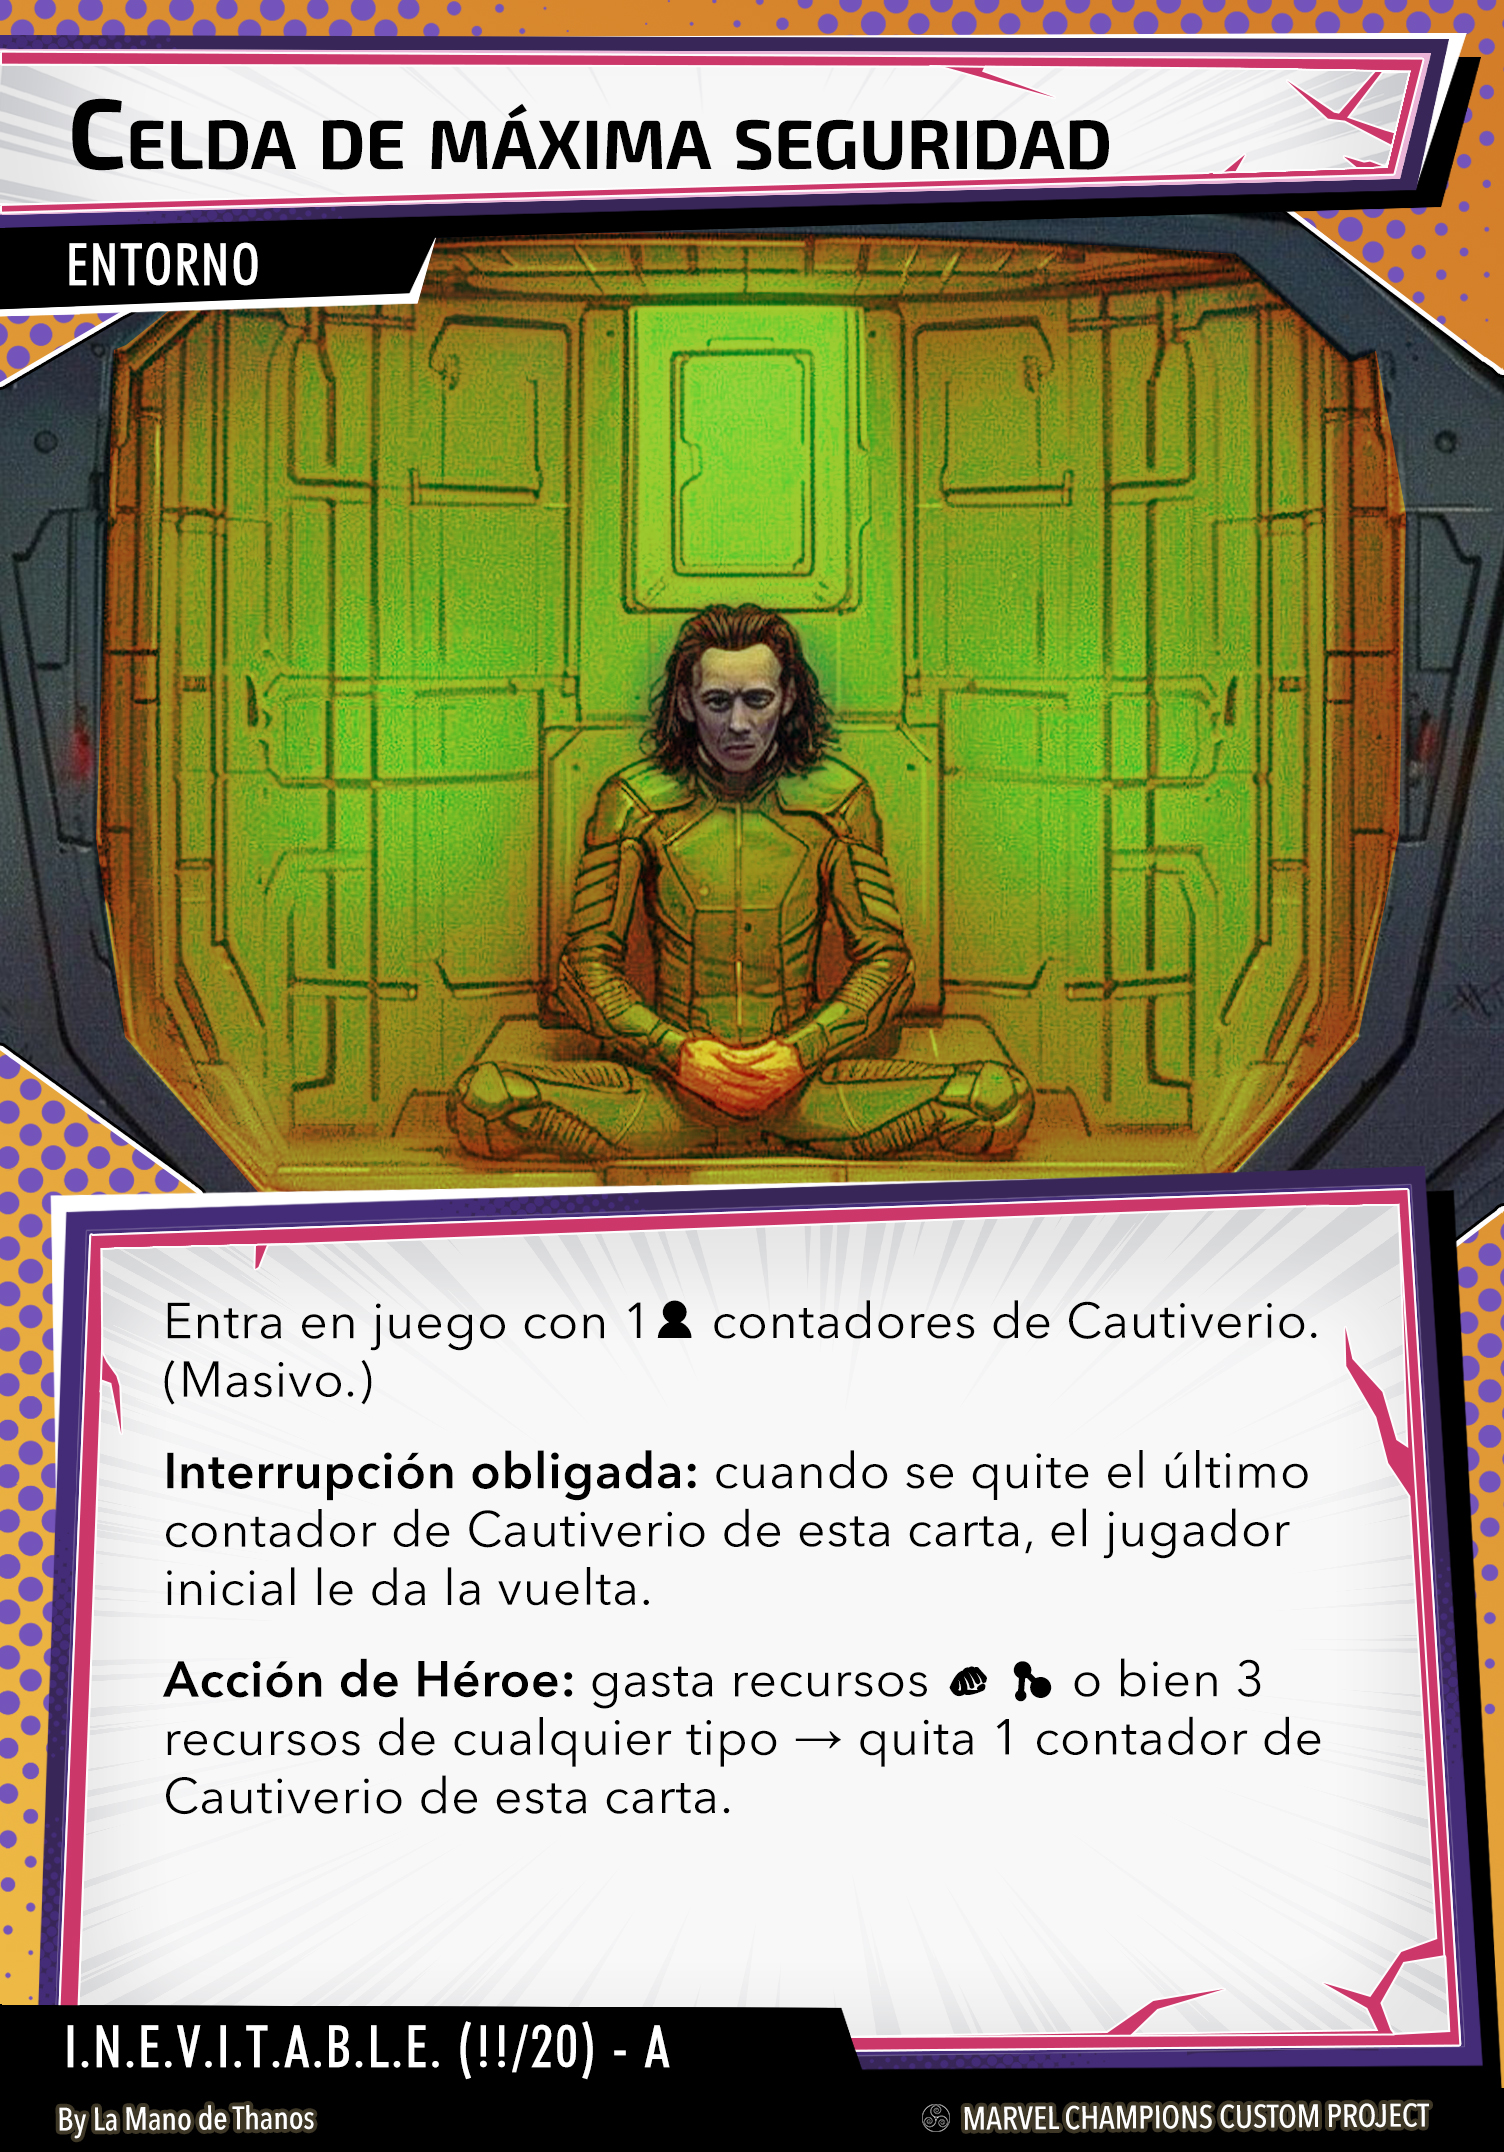 CELDA DE MÁXIMA SEGURIDAD
ENTORNO
Entra en juego con 1 contadores de Cautiverio.
(Masivo.)
Interrupción obligada: cuando se quite el último
contador de Cautiverio de esta carta, el jugador
inicial le da la vuelta.
Acción de Héroe: gasta recursos o bien 3
recursos de cualquier tipo → quita 1 contador de
Cautiverio de esta carta.
I.N.E.V.I.T.A.B.L.E. (!!/20) - A
By La Mano de Thanos
MARVEL CHAMPIONS CUSTOM PROJECT